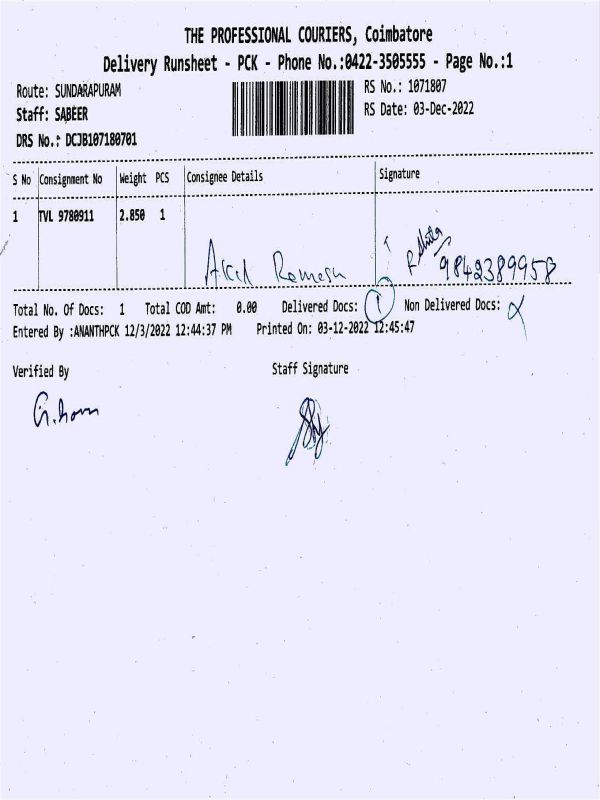 THE PROFESSIONAL COURIERS, Coimbatore
Delivery Runsheet - PCK - Phone No.:0422-3505555 - Page No.:1
Route: SUNDARAPURAM
RS No.: 1071807
Staff: SABEER
RS Date: 03-Dec-2022
DRS No.: DCJB107180701
S No Consignment No Weight PCS Consignee Details Signature
1 TVL 9780911 2.850 1
Akil Ramesh 9842389958
Total No. Of Docs: 1 Total COD Amt: 0.00 Delivered Docs: 1 Non Delivered Docs:
Entered By :ANANTHPCK 12/3/2022 12:44:37 PM Printed On: 03-12-2022 12:45:47
Verified By Staff Signature